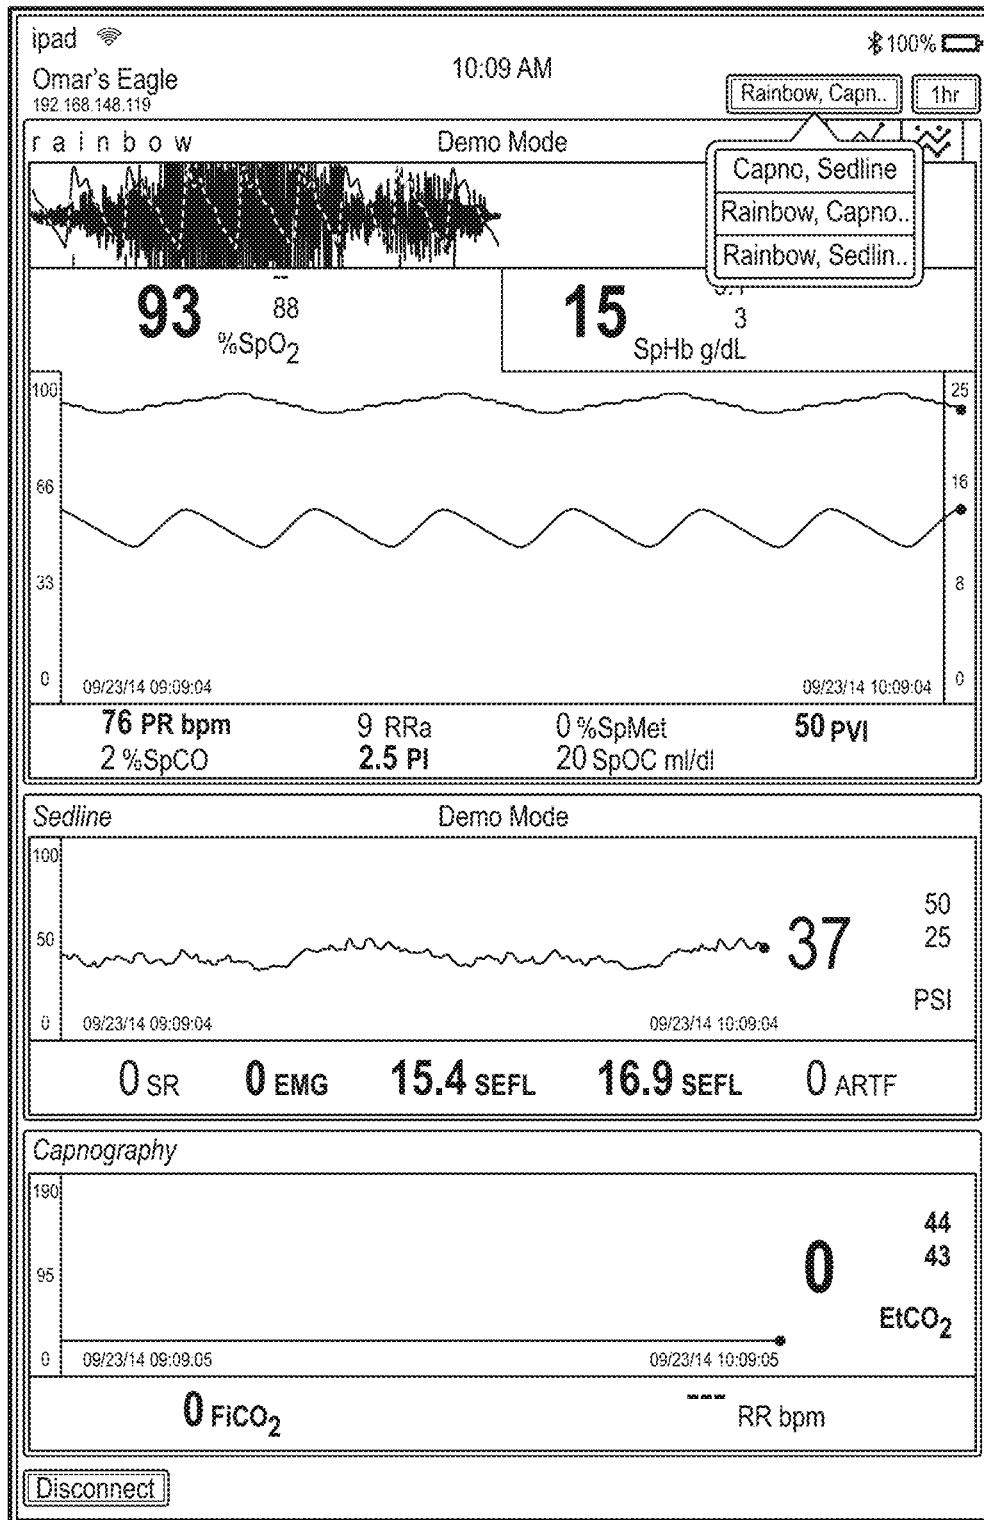 ipad 100%
10:09 AM
Omar's Eagle
192.168.148.119
Rainbow, Capn.. 1hr
rainbow Demo Mode
Capno, Sedline
Rainbow, Capno..
Rainbow, Sedlin..
93 -- 88 %SpO2
15 3 SpHb g/dL
100 25
66 16
33 8
0 0
09/23/14 09:09:04 09/23/14 10:09:04
76 PR bpm 9 RRa 0 %SpMet 50 PVI
2 %SpCO 2.5 PI 20 SpOC ml/dl
Sedline Demo Mode
100
50
0
37 50 25 PSI
09/23/14 09:09:04 09/23/14 10:09:04
0 SR 0 EMG 15.4 SEFL 16.9 SEFL 0 ARTF
Capnography
190
95
0
0 44 43 EtCO2
09/23/14 09:09:05 09/23/14 10:09:05
0 FiCO2 --- RR bpm
Disconnect